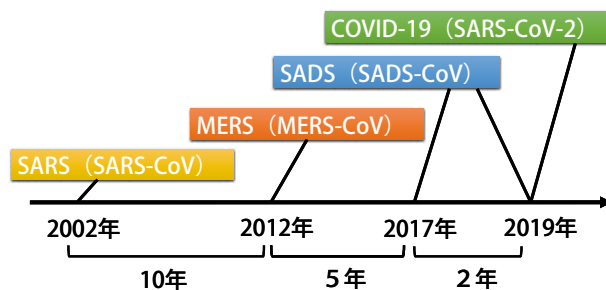 COVID-19（SARS-CoV-2）
SADS（SADS-CoV）
MERS（MERS-CoV）
SARS（SARS-CoV）
2002年 2012年 2017年 2019年
10年 ５年 ２年